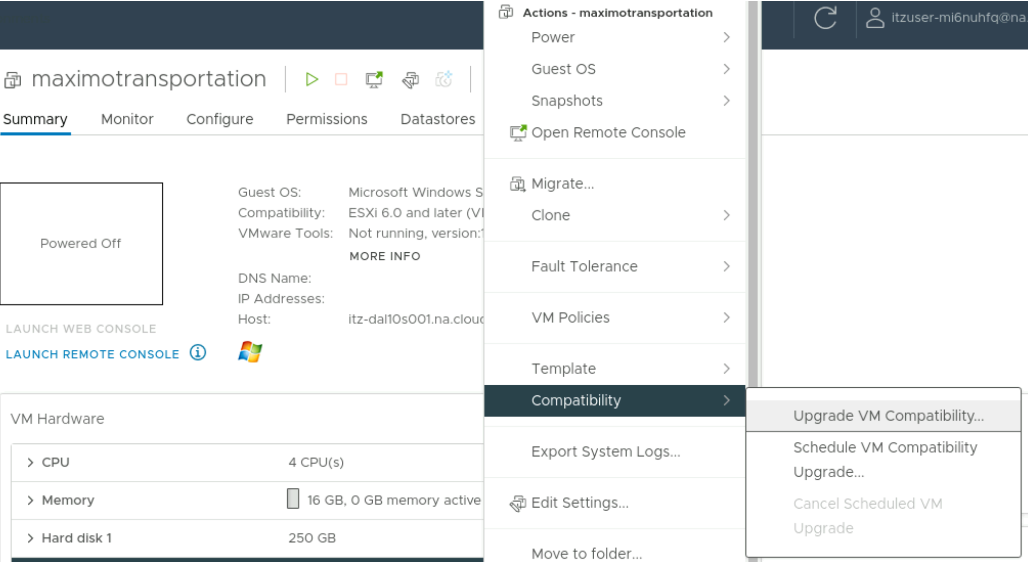 Actions - maximotransportation
itzuser-mi6nuhfq@na.
maximotransportation
Summary Monitor Configure Permissions Datastores
Powered Off
LAUNCH WEB CONSOLE
LAUNCH REMOTE CONSOLE
Guest OS: Microsoft Windows S
Compatibility: ESXi 6.0 and later (VI
VMware Tools: Not running, version:1
MORE INFO
DNS Name:
IP Addresses:
Host: itz-dal10s001.na.clouc
VM Hardware
CPU 4 CPU(s)
Memory 16 GB, 0 GB memory active
Hard disk 1 250 GB
Power
Guest OS
Snapshots
Open Remote Console
Migrate...
Clone
Fault Tolerance
VM Policies
Template
Compatibility
Export System Logs...
Edit Settings...
Move to folder...
Upgrade VM Compatibility...
Schedule VM Compatibility
Upgrade...
Cancel Scheduled VM
Upgrade